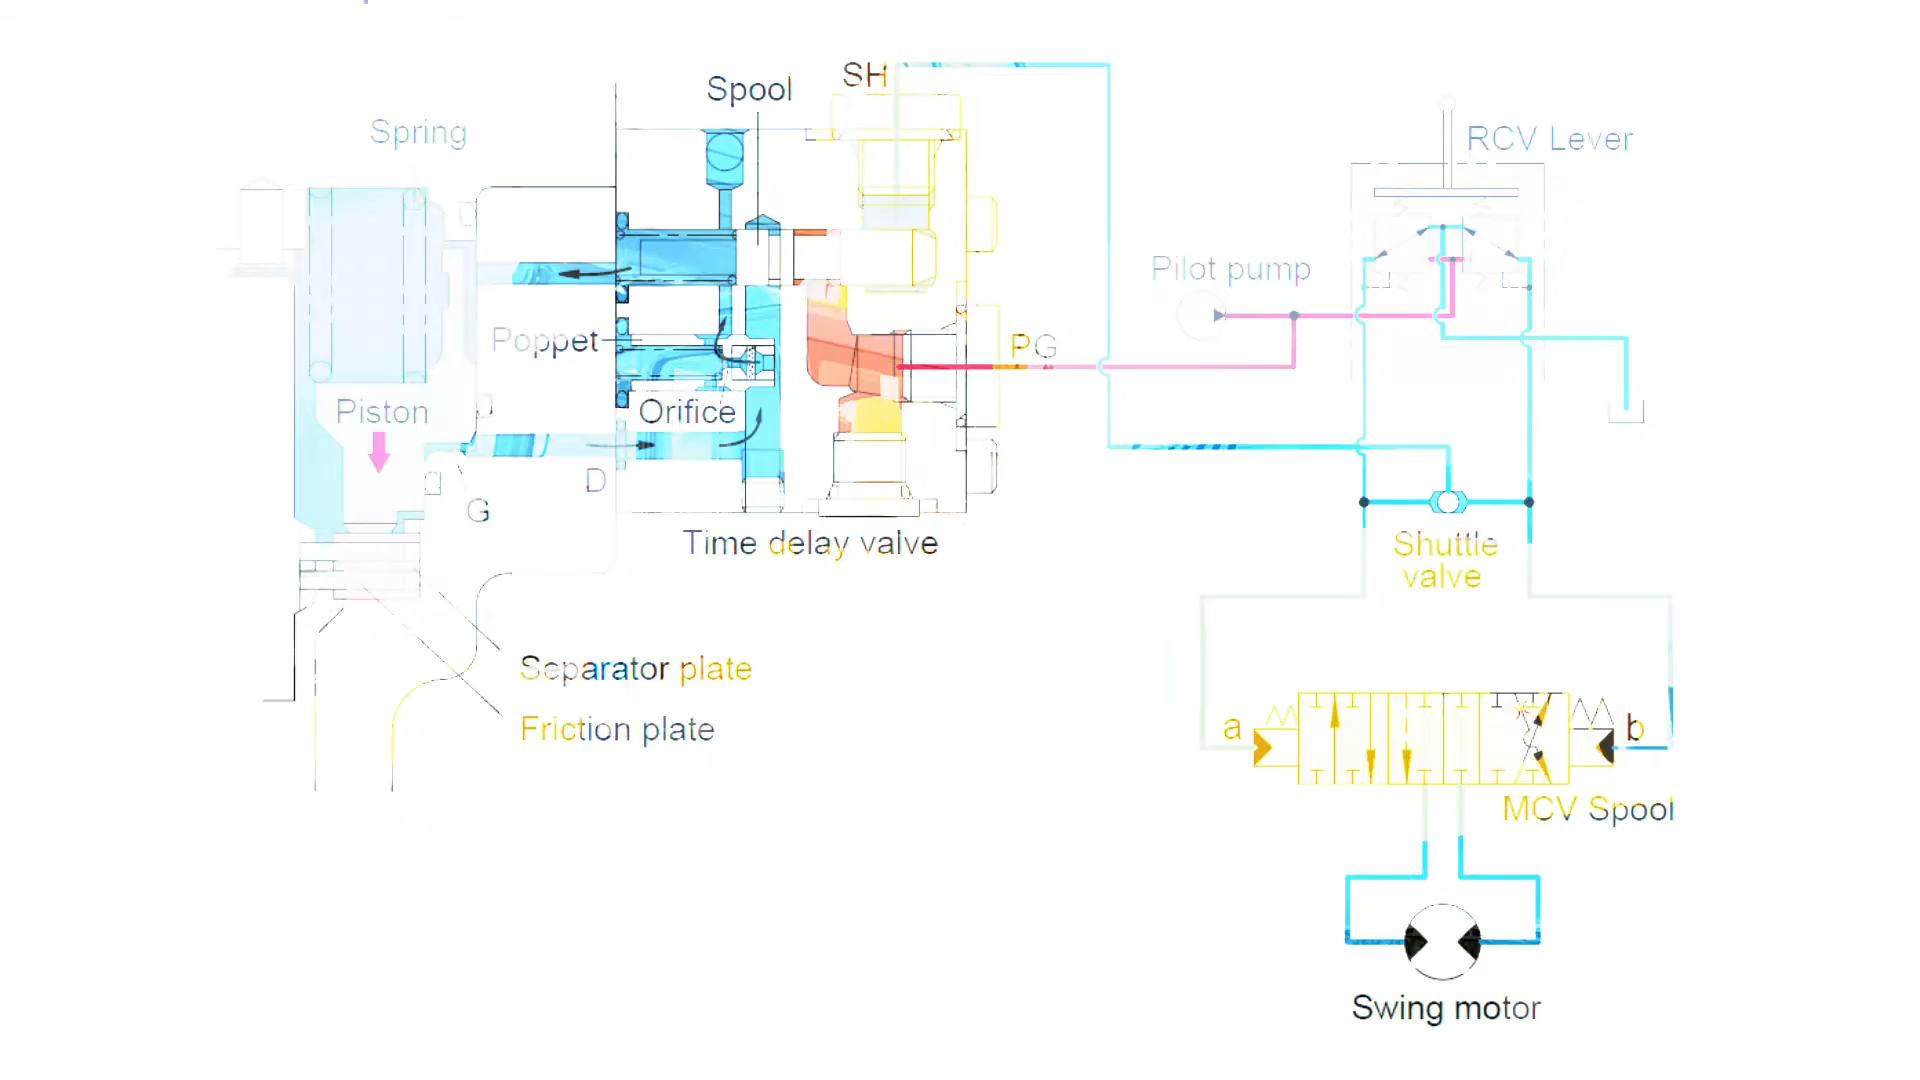 SH
Spool
Spring
RCV Lever
Pilot pump
Poppet
PG
Piston
Orifice
D
G
Time delay valve
Shuttle
valve
Separator plate
Friction plate
a
b
MCV Spool
Swing motor